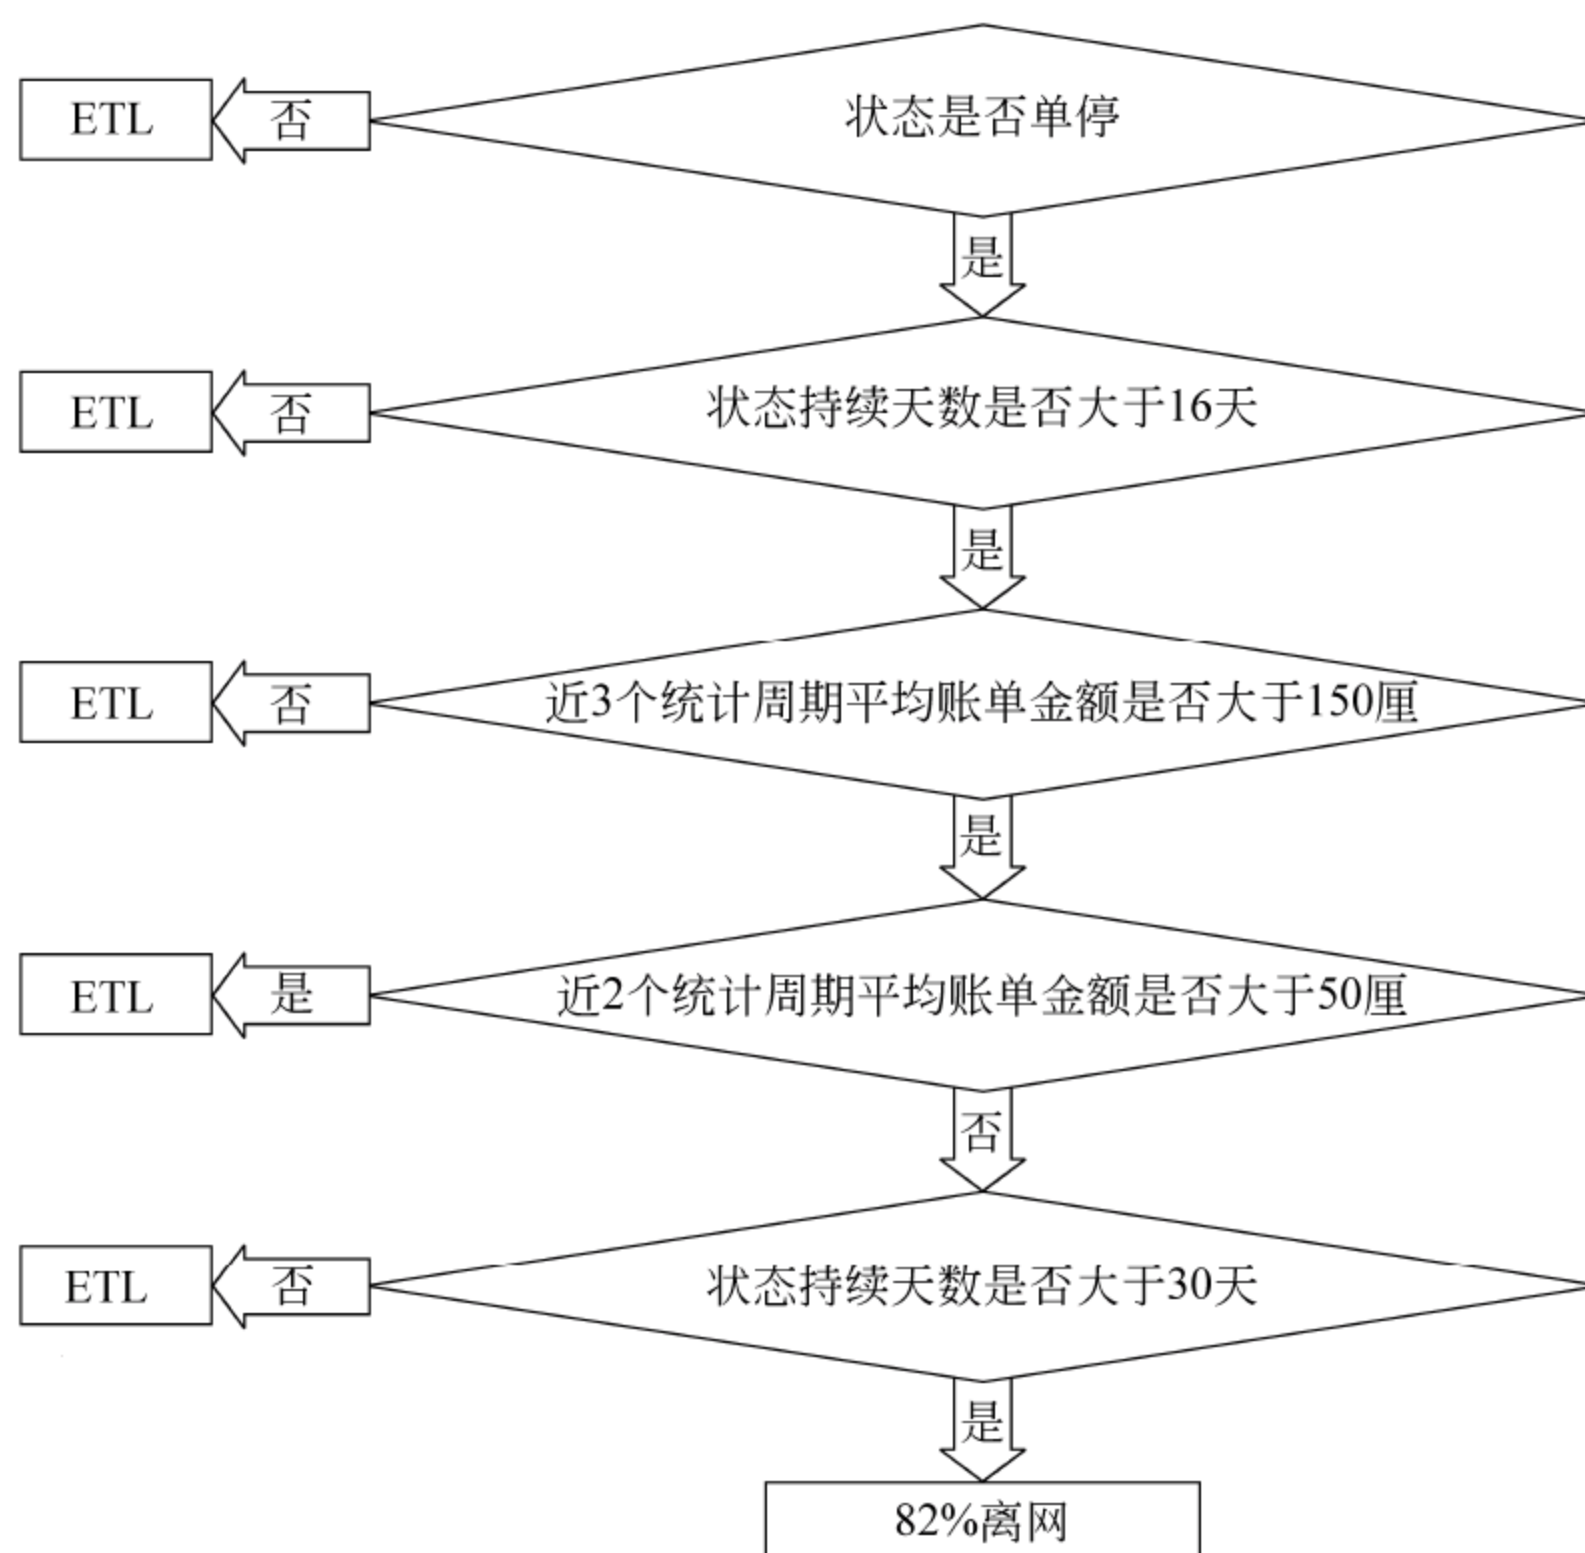 状态是否单停
ETL
否
是
状态持续天数是否大于16天
ETL
否
是
近3个统计周期平均账单金额是否大于150厘
ETL
否
是
近2个统计周期平均账单金额是否大于50厘
ETL
是
否
状态持续天数是否大于30天
ETL
否
是
82%离网